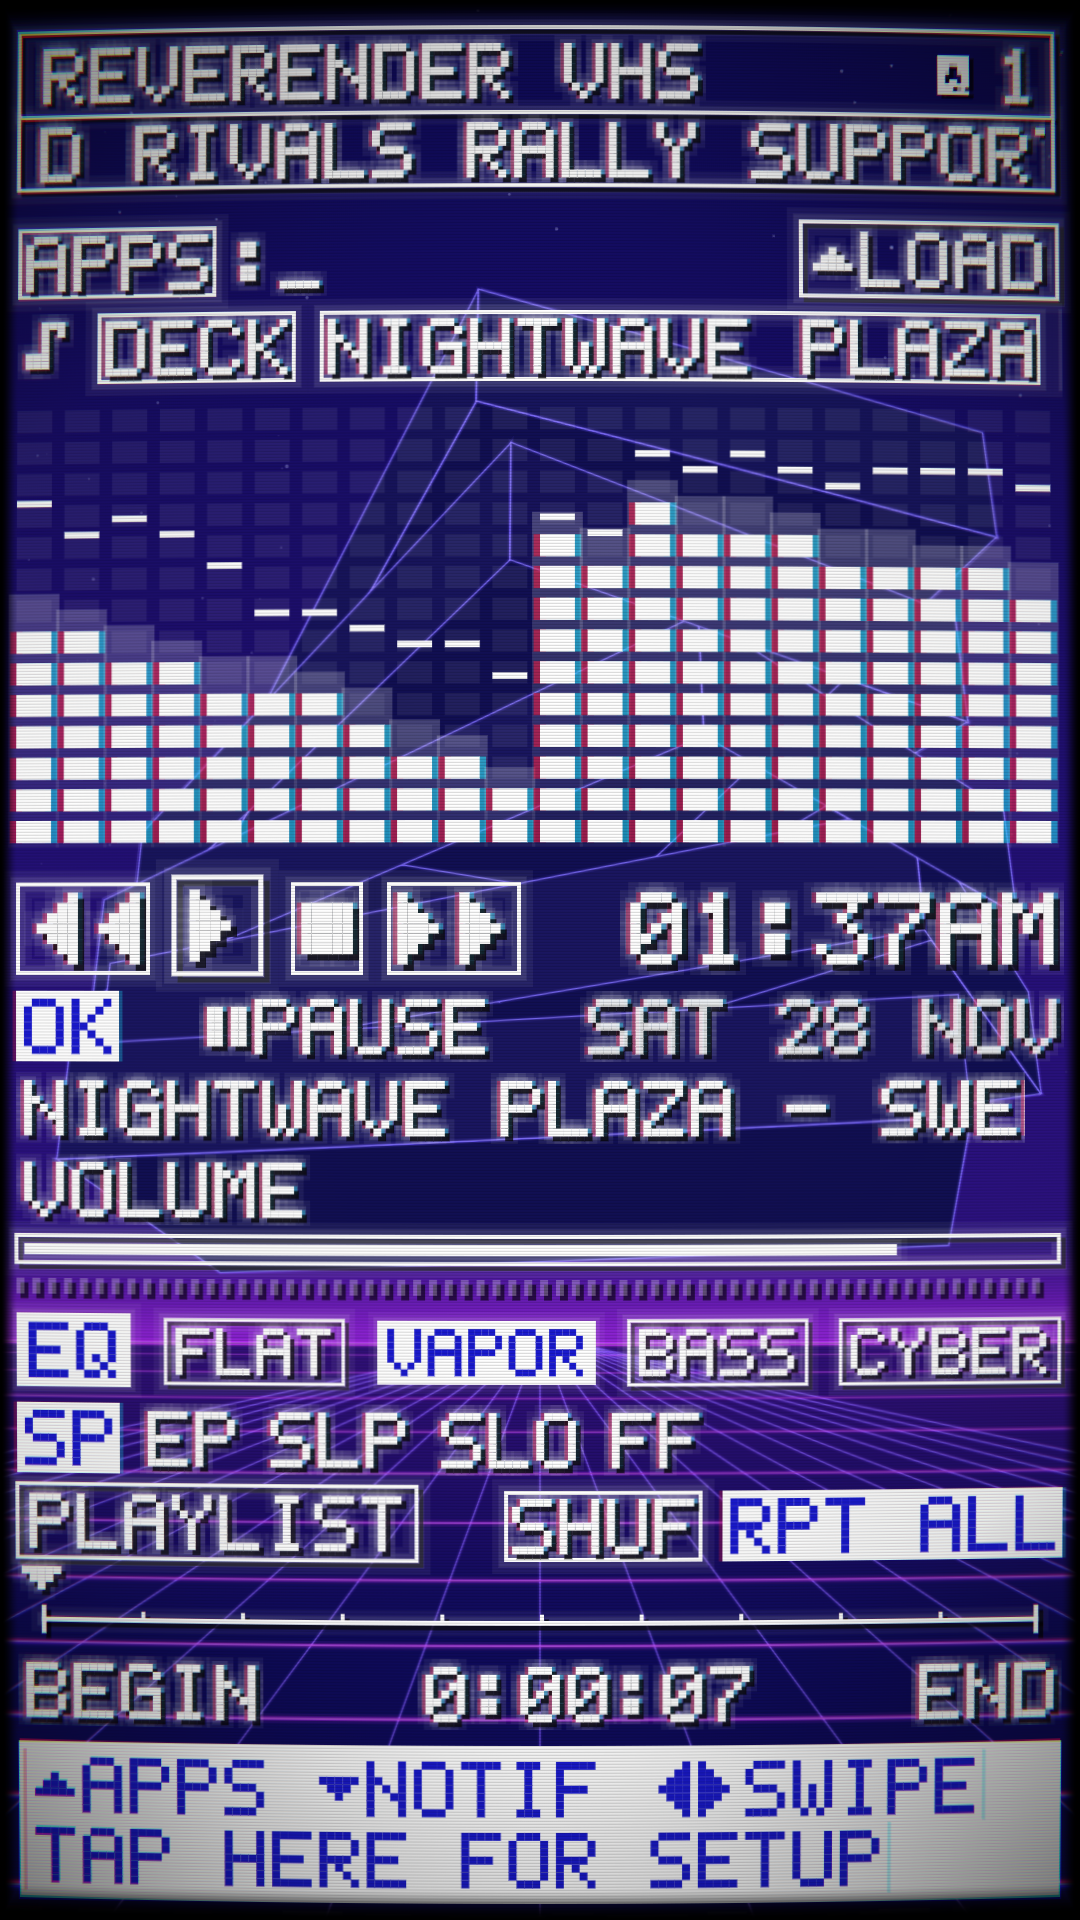 REVERENDER VHS A 1
D RIVALS RALLY SUPPORT
APPS:_ LOAD
DECK NIGHTWAVE PLAZA
01:37AM
OK PAUSE SAT 28 NOV
NIGHTWAVE PLAZA - SWE
VOLUME
EQ FLAT VAPOR BASS CYBER
SP EP SLP SLO FF
PLAYLIST SHUF RPT ALL
BEGIN 0:00:07 END
APPS NOTIF SWIPE
TAP HERE FOR SETUP